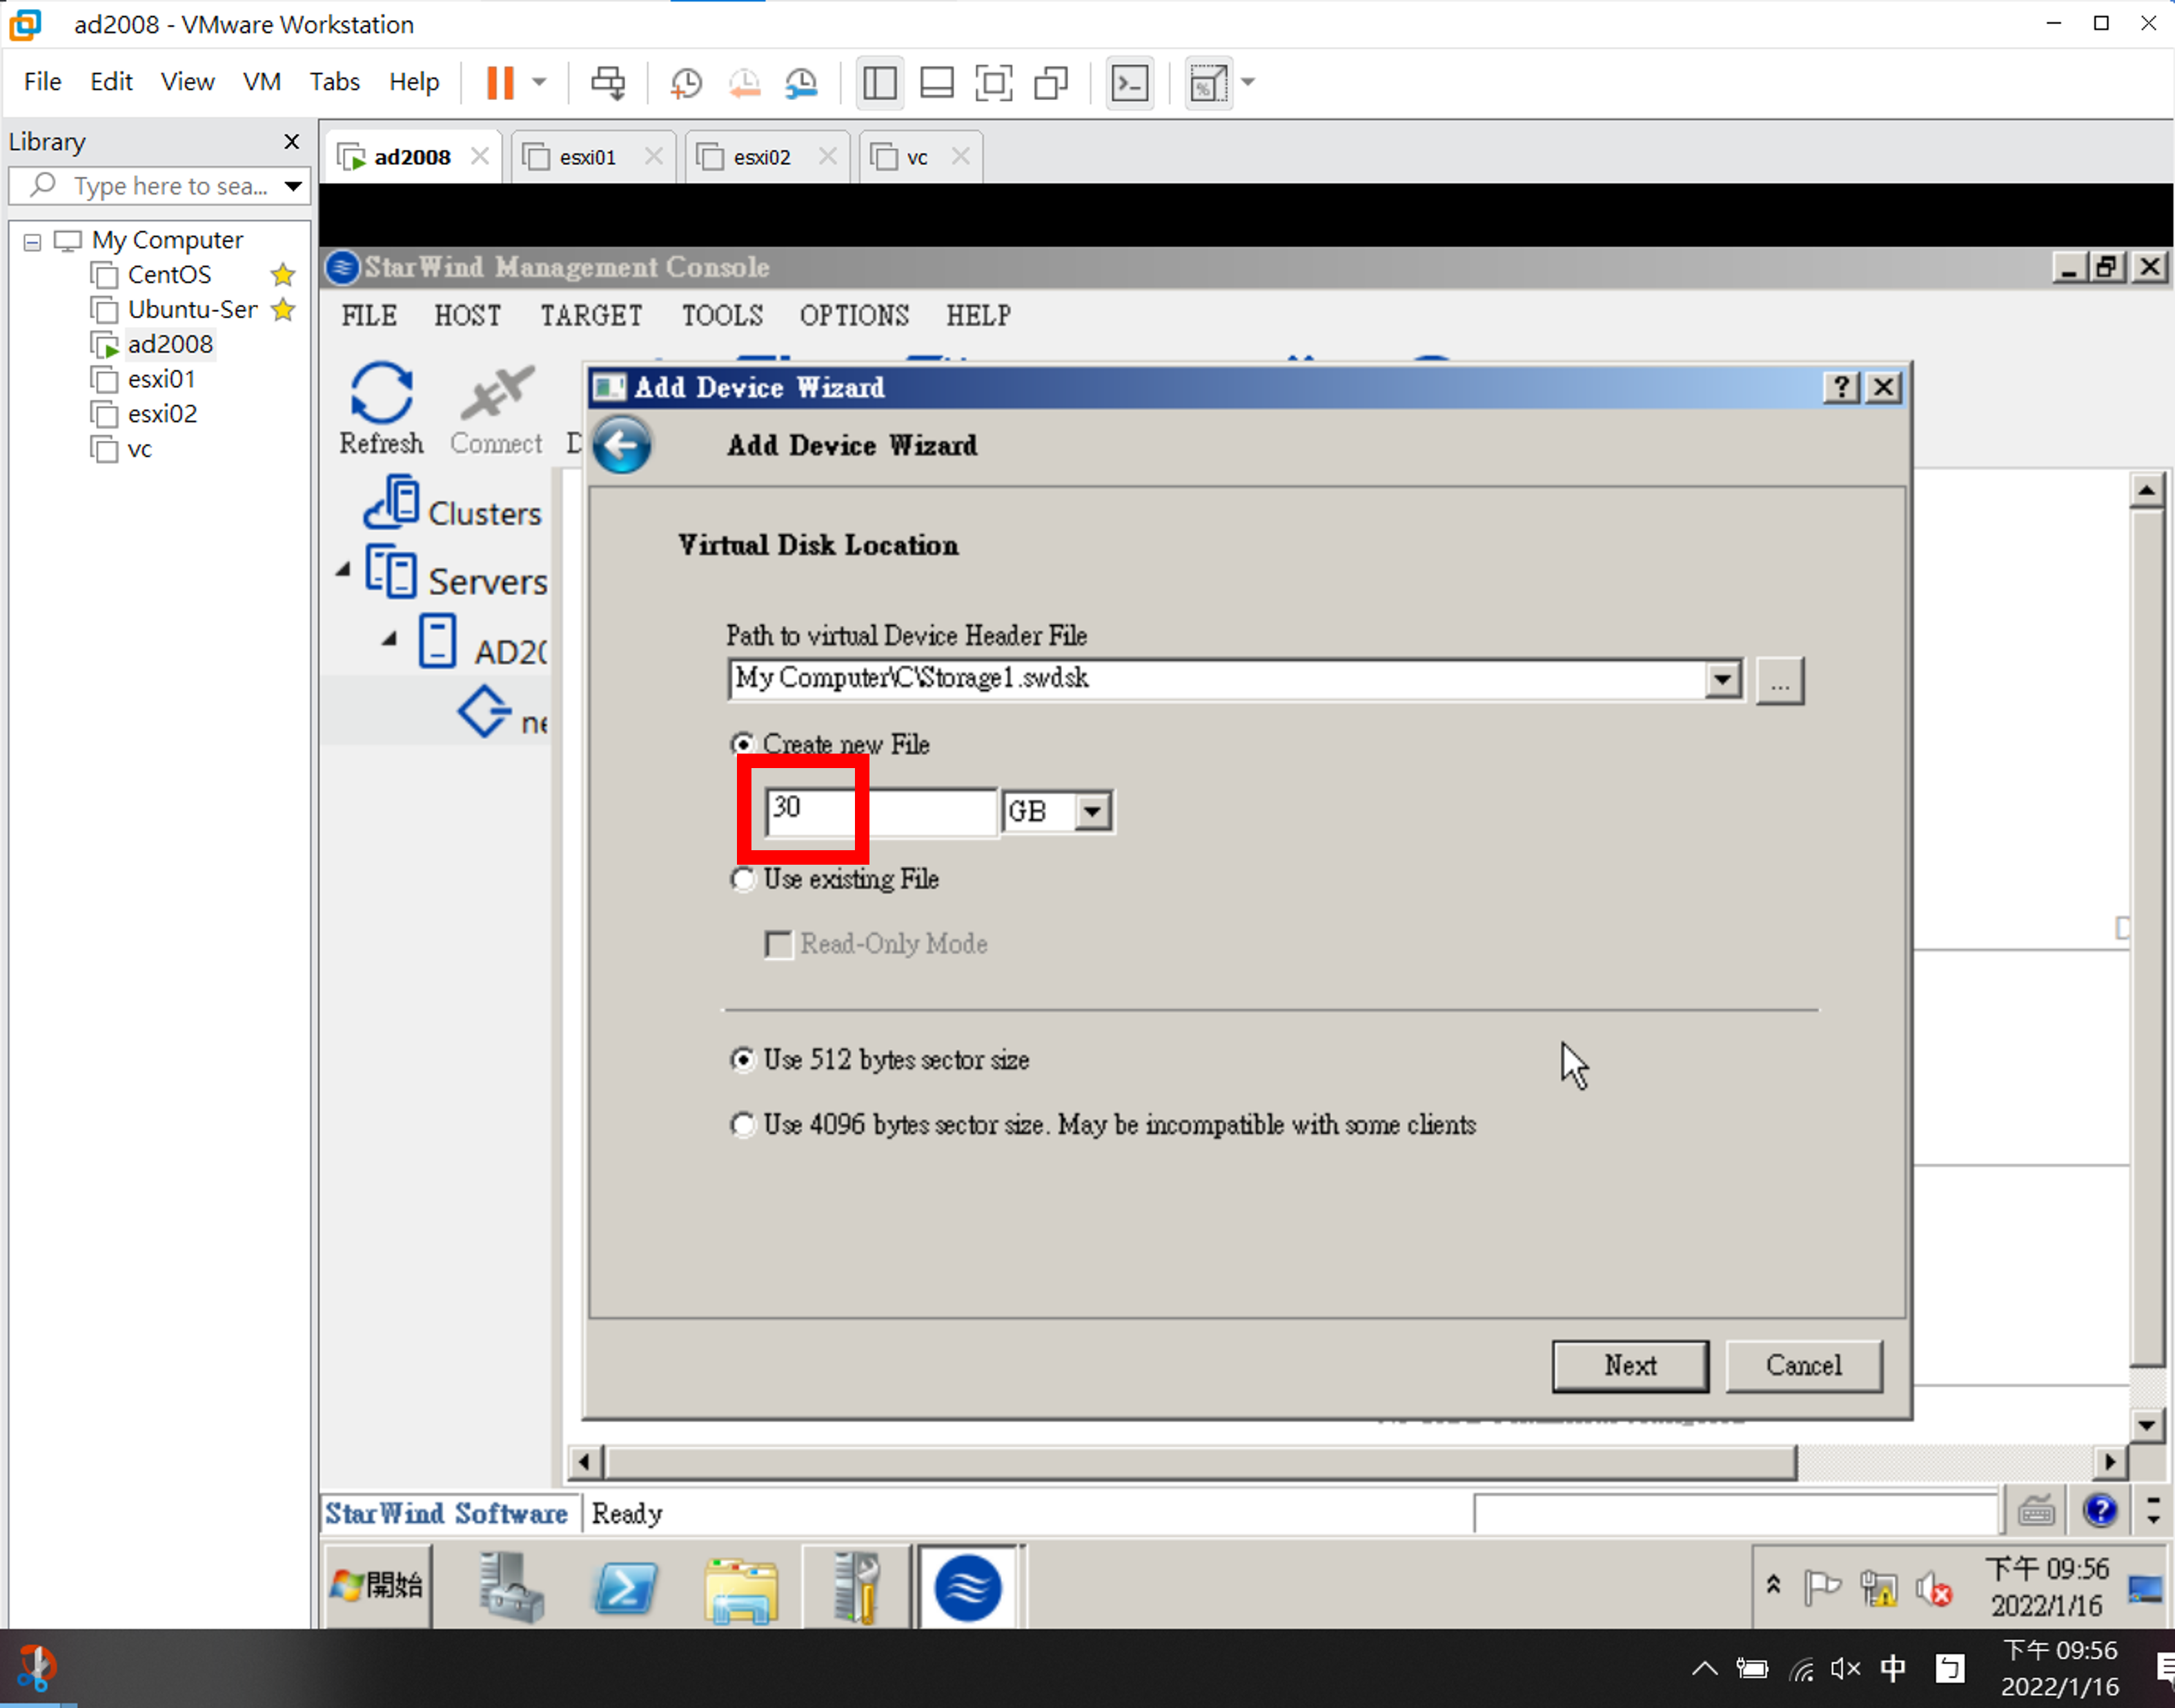 ad2008 - VMware Workstation
File Edit View VM Tabs Help
Library
ad2008 esxi01 esxi02 vc
Type here to sea...
My Computer
CentOS
Ubuntu-Ser
ad2008
esxi01
esxi02
vc
StarWind Management Console
FILE HOST TARGET TOOLS OPTIONS HELP
Refresh Connect D
Clusters
Servers
AD20
ne
Add Device Wizard
Add Device Wizard
Virtual Disk Location
Path to virtual Device Header File
My Computer\C\Storage1.swdsk
...
Create new File
30 GB
Use existing File
Read-Only Mode
Use 512 bytes sector size
Use 4096 bytes sector size. May be incompatible with some clients
Next Cancel
StarWind Software Ready
開始
下午 09:56
2022/1/16
中 ㄅ
下午 09:56
2022/1/16